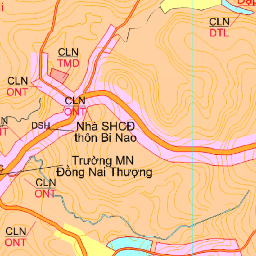 CLN
DTL
CLN
TMD
CLN
ONT
CLN
ONT
DSH
Nhà SHCĐ
thôn Bi Nao
Trường MN
Đồng Nai Thượng
CLN
ONT
CLN
ONT